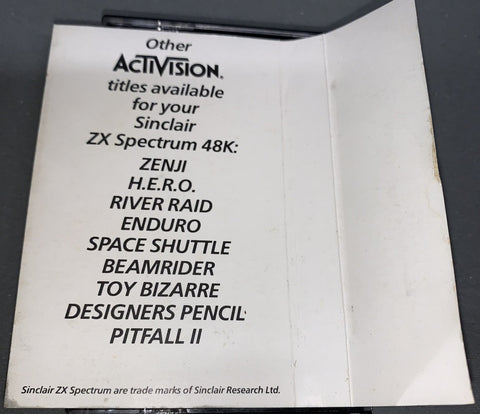 Other
ACTIVISION.
titles available
for your
Sinclair
ZX Spectrum 48K:
ZENJI
H.E.R.O.
RIVER RAID
ENDURO
SPACE SHUTTLE
BEAMRIDER
TOY BIZARRE
DESIGNERS PENCIL
PITFALL II
Sinclair ZX Spectrum are trade marks of Sinclair Research Ltd.